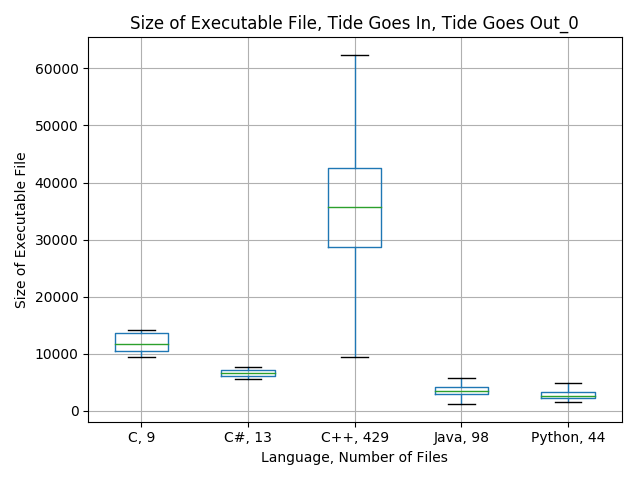 Size of Executable File, Tide Goes In, Tide Goes Out_0
Size of Executable File
60000
50000
40000
30000
20000
10000
0
C, 9
C#, 13
C++, 429
Java, 98
Python, 44
Language, Number of Files